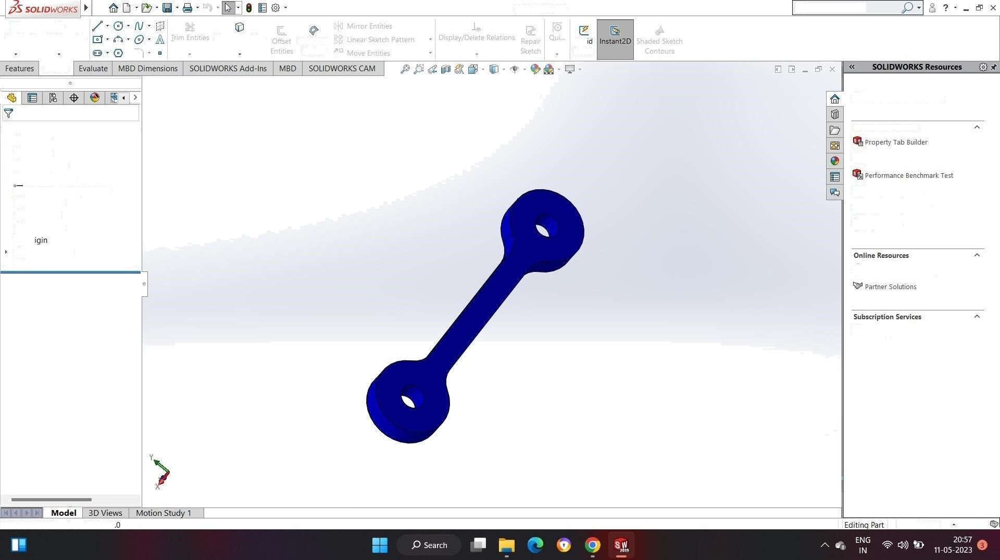 SOLIDWORKS
?
Trim Entities
Offset
Entities
Mirror Entities
Linear Sketch Pattern
Move Entities
Display/Delete Relations
Repair
Sketch
Qui...
id
Instant2D
Shaded Sketch
Contours
Features
Evaluate
MBD Dimensions
SOLIDWORKS Add-Ins
MBD
SOLIDWORKS CAM
SOLIDWORKS Resources
Property Tab Builder
Performance Benchmark Test
igin
Online Resources
Partner Solutions
Subscription Services
Y
X
Model
3D Views
Motion Study 1
.0
Editing Part
Search
SW
2019
ENG
IN
20:57
11-05-2023
3